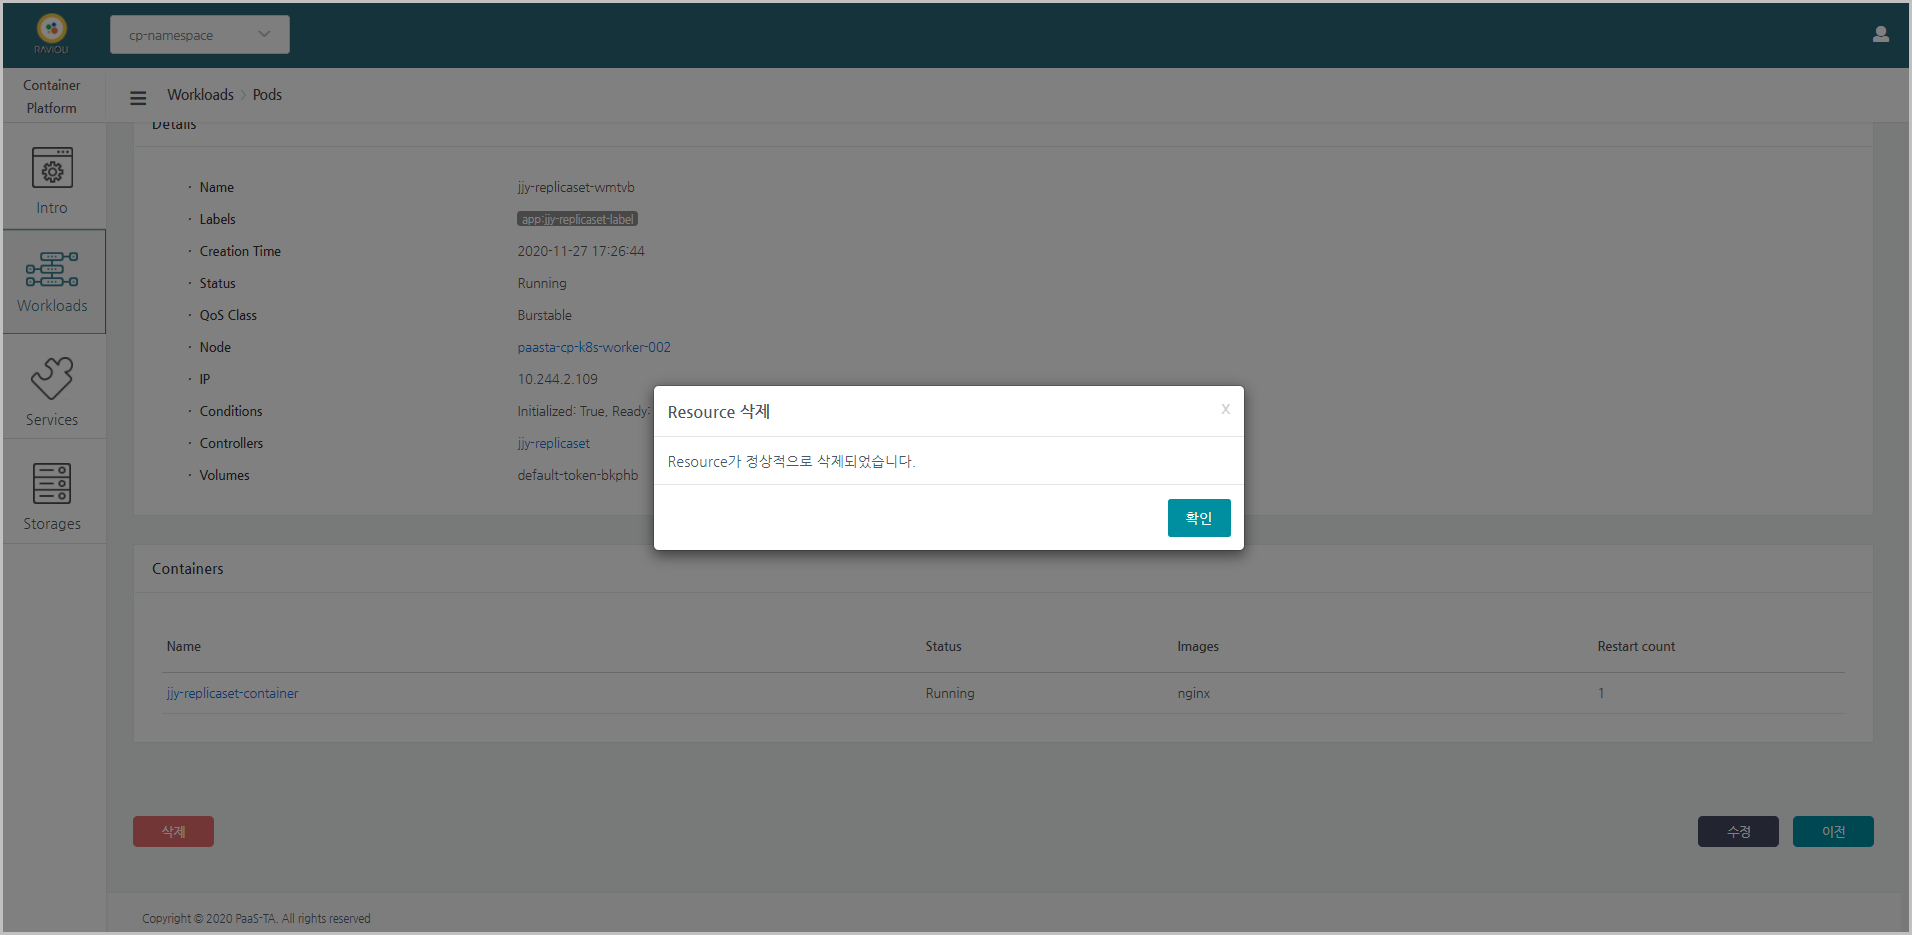 RAVIOLI
cp-namespace
Container
Platform
Workloads > Pods
Details
Intro
Workloads
Services
Storages
· Name jjy-replicaset-wmtvb
· Labels app:jjy-replicaset-label
· Creation Time 2020-11-27 17:26:44
· Status Running
· QoS Class Burstable
· Node paasta-cp-k8s-worker-002
· IP 10.244.2.109
· Conditions Initialized: True, Ready:
· Controllers jjy-replicaset
· Volumes default-token-bkphb
Resource 삭제 x
Resource가 정상적으로 삭제되었습니다.
확인
Containers
Name Status Images Restart count
jjy-replicaset-container Running nginx 1
삭제 수정 이전
Copyright © 2020 PaaS-TA. All rights reserved